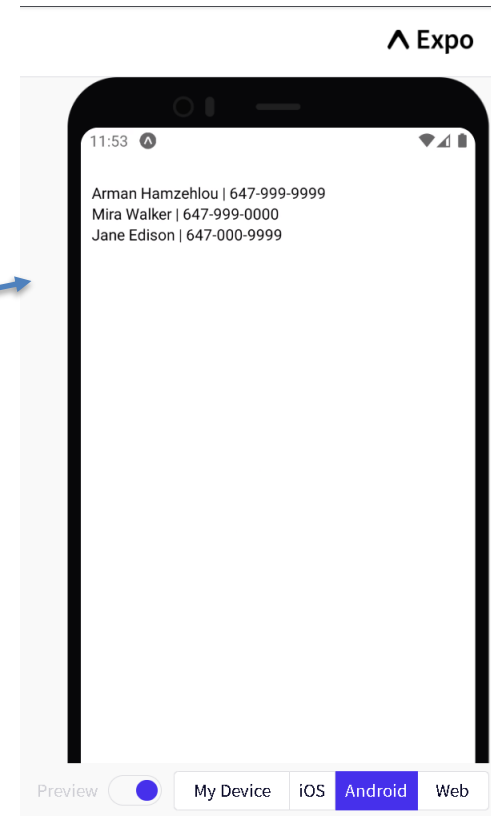 Expo
11:53
Arman Hamzehlou | 647-999-9999
Mira Walker | 647-999-0000
Jane Edison | 647-000-9999
Preview My Device iOS Android Web